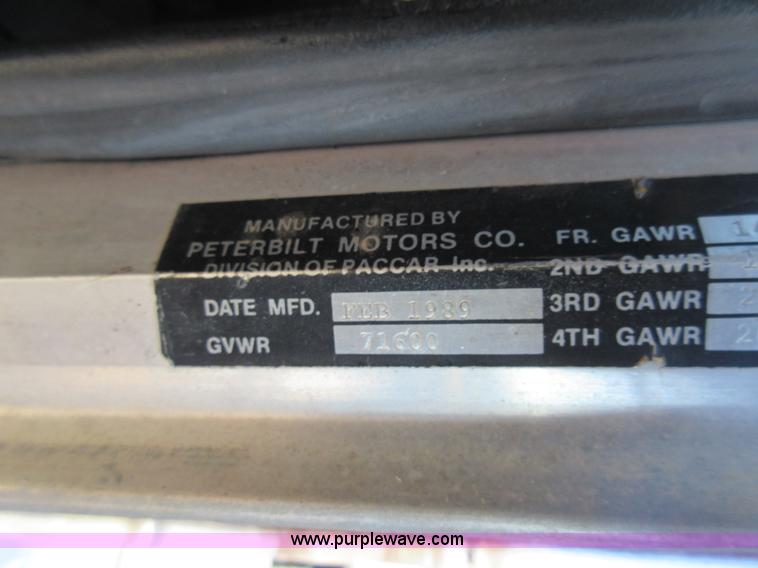 MANUFACTURED BY
PETERBILT MOTORS CO.
DIVISION OF PACCAR Inc.
DATE MFD. FEB 1989
GVWR 71600
FR. GAWR
2ND GAWR
3RD GAWR
4TH GAWR
www.purplewave.com